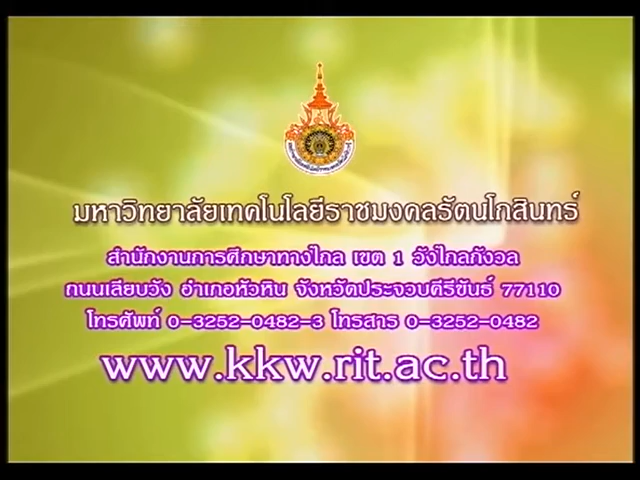 มหาวิทยาลัยเทคโนโลยีราชมงคลรัตนโกสินทร์
สำนักงานการศึกษาทางไกล เขต 1 วังไกลกังวล
ถนนเลียบวัง อำเภอหัวหิน จังหวัดประจวบคีรีขันธ์ 77110
โทรศัพท์ 0-3252-0482-3 โทรสาร 0-3252-0482
www.kkw.rit.ac.th